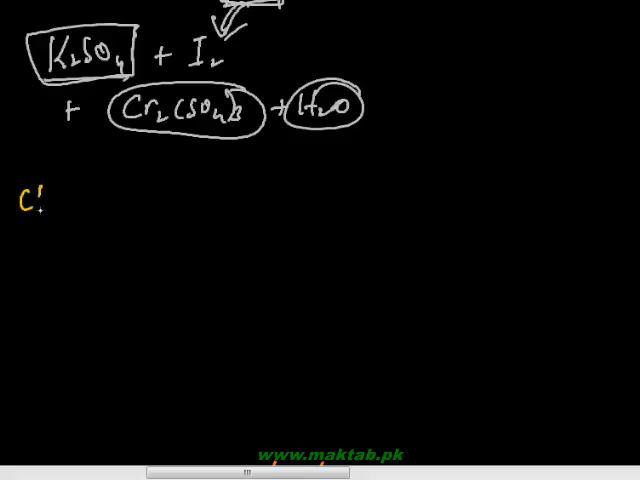 K₂SO₄ + I₂
+ Cr₂(SO₄)₃ + H₂O
C
www.maktab.pk